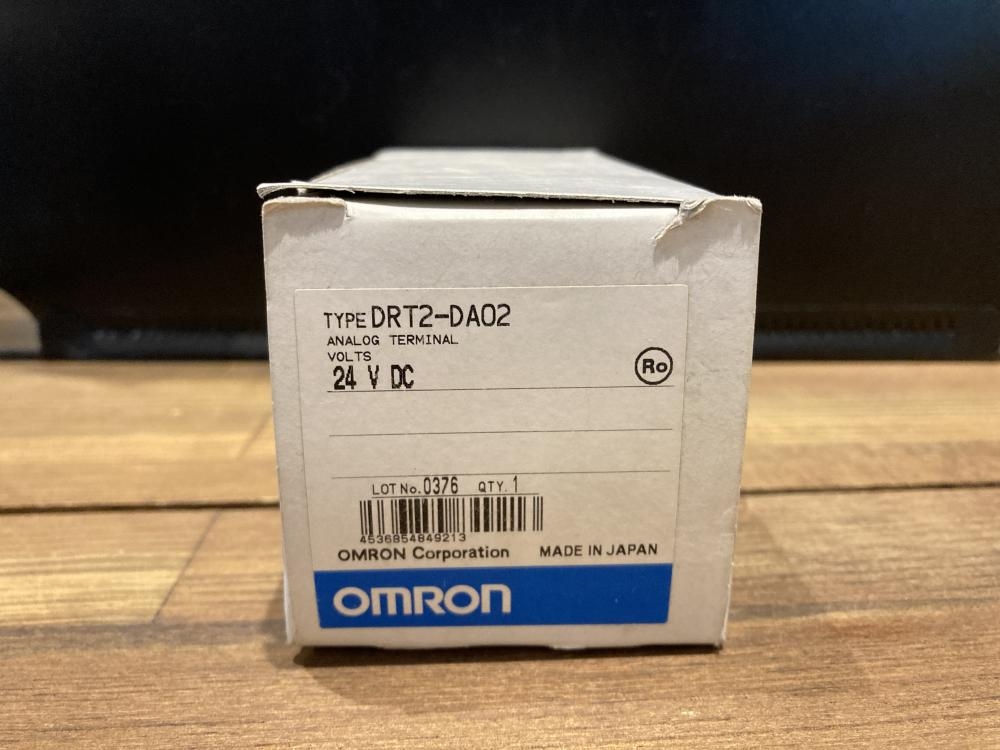 TYPE DRT2-DA02
ANALOG TERMINAL
VOLTS
24 V DC
Ro
LOT No. 0376 QTY. 1
4536854849213
OMRON Corporation MADE IN JAPAN
OMRON